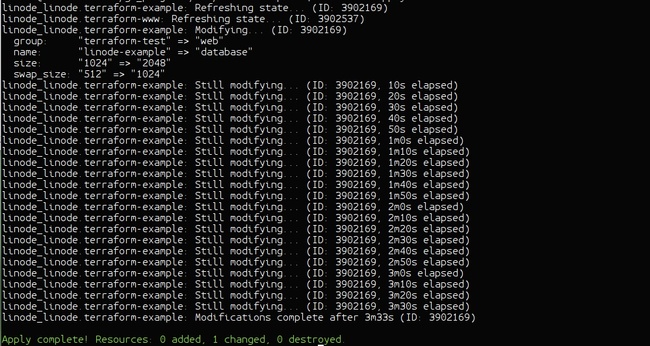 linode_linode.terraform-example: Refreshing state... (ID: 3902169)
linode_linode.terraform-www: Refreshing state... (ID: 3902537)
linode_linode.terraform-example: Modifying... (ID: 3902169)
group: "terraform-test" => "web"
name: "linode-example" => "database"
size: "1024" => "2048"
swap_size: "512" => "1024"
linode_linode.terraform-example: Still modifying... (ID: 3902169, 10s elapsed)
linode_linode.terraform-example: Still modifying... (ID: 3902169, 20s elapsed)
linode_linode.terraform-example: Still modifying... (ID: 3902169, 30s elapsed)
linode_linode.terraform-example: Still modifying... (ID: 3902169, 40s elapsed)
linode_linode.terraform-example: Still modifying... (ID: 3902169, 50s elapsed)
linode_linode.terraform-example: Still modifying... (ID: 3902169, 1m0s elapsed)
linode_linode.terraform-example: Still modifying... (ID: 3902169, 1m10s elapsed)
linode_linode.terraform-example: Still modifying... (ID: 3902169, 1m20s elapsed)
linode_linode.terraform-example: Still modifying... (ID: 3902169, 1m30s elapsed)
linode_linode.terraform-example: Still modifying... (ID: 3902169, 1m40s elapsed)
linode_linode.terraform-example: Still modifying... (ID: 3902169, 1m50s elapsed)
linode_linode.terraform-example: Still modifying... (ID: 3902169, 2m0s elapsed)
linode_linode.terraform-example: Still modifying... (ID: 3902169, 2m10s elapsed)
linode_linode.terraform-example: Still modifying... (ID: 3902169, 2m20s elapsed)
linode_linode.terraform-example: Still modifying... (ID: 3902169, 2m30s elapsed)
linode_linode.terraform-example: Still modifying... (ID: 3902169, 2m40s elapsed)
linode_linode.terraform-example: Still modifying... (ID: 3902169, 2m50s elapsed)
linode_linode.terraform-example: Still modifying... (ID: 3902169, 3m0s elapsed)
linode_linode.terraform-example: Still modifying... (ID: 3902169, 3m10s elapsed)
linode_linode.terraform-example: Still modifying... (ID: 3902169, 3m20s elapsed)
linode_linode.terraform-example: Still modifying... (ID: 3902169, 3m30s elapsed)
linode_linode.terraform-example: Modifications complete after 3m33s (ID: 3902169)
Apply complete! Resources: 0 added, 1 changed, 0 destroyed.